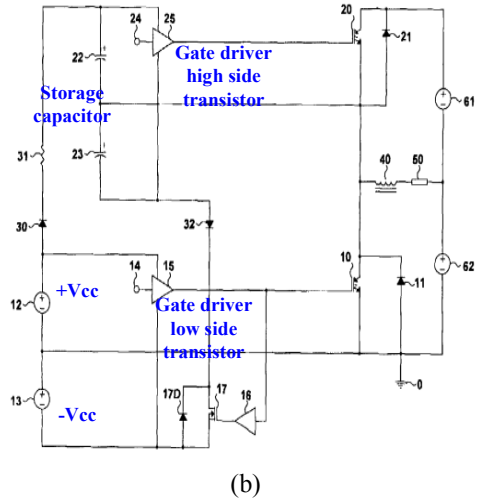 24 25 20
22 21
Gate driver
high side
transistor
Storage
capacitor
61
23
31
40 50
32
30
10
14 15 62
11
+Vcc
12
Gate driver
low side
transistor
17D 17 16
0
13
-Vcc
(b)